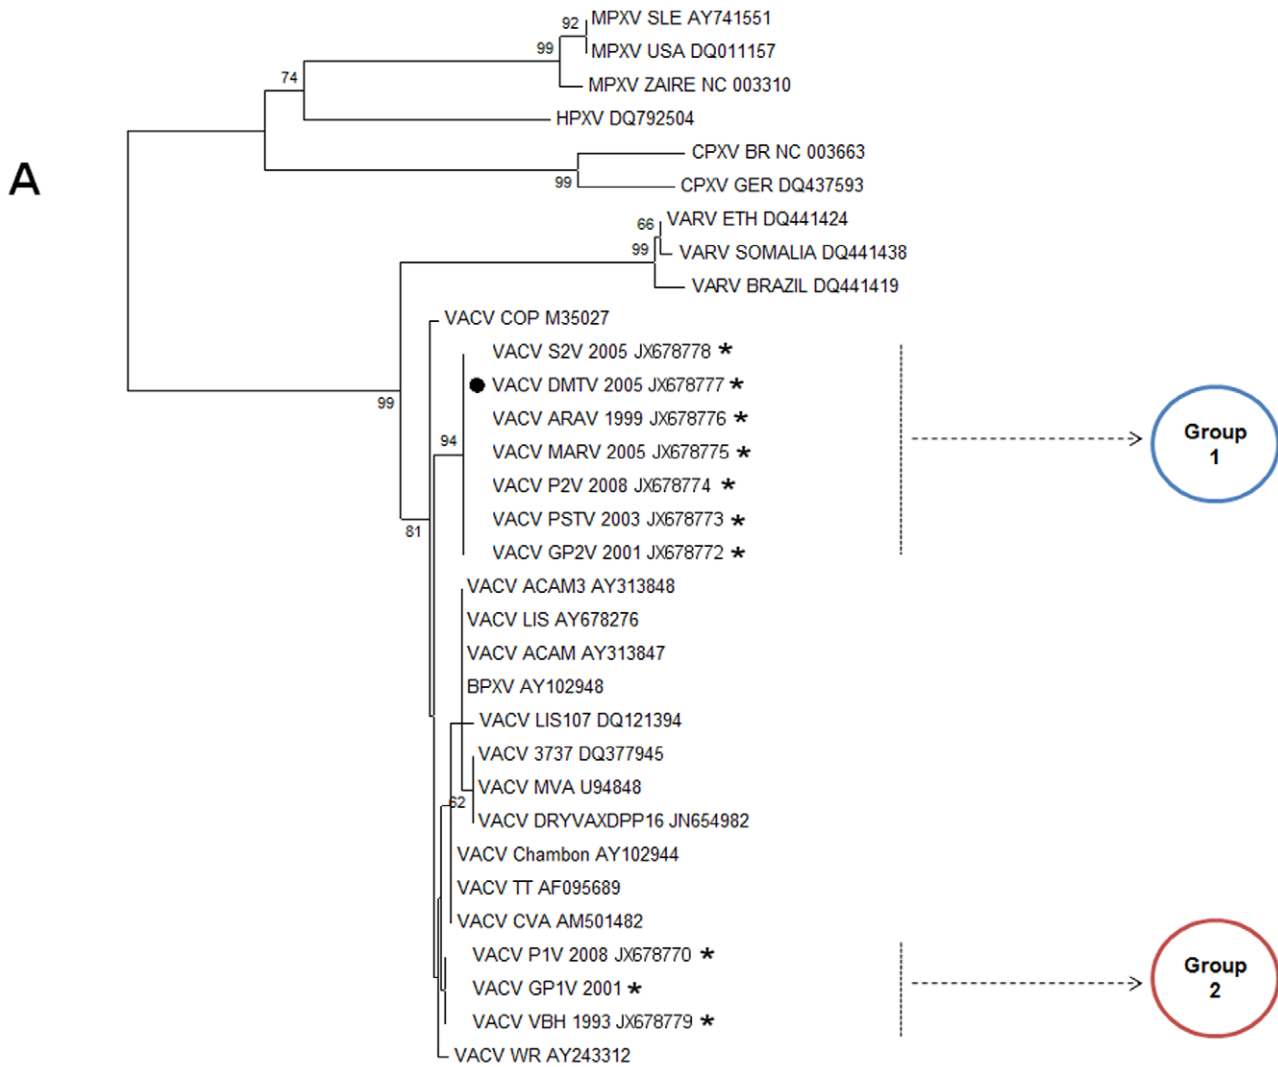 A
92
MPXV SLE AY741551
MPXV USA DQ011157
99
MPXV ZAIRE NC 003310
74
HPXV DQ792504
CPXV BR NC 003663
99
CPXV GER DQ437593
66
VARV ETH DQ441424
99
VARV SOMALIA DQ441438
VARV BRAZIL DQ441419
VACV COP M35027
VACV S2V 2005 JX678778 *
VACV DMTV 2005 JX678777 *
99
VACV ARAV 1999 JX678776 *
94
VACV MARV 2005 JX678775 *
VACV P2V 2008 JX678774 *
VACV PSTV 2003 JX678773 *
81
VACV GP2V 2001 JX678772 *
Group
1
VACV ACAM3 AY313848
VACV LIS AY678276
VACV ACAM AY313847
BPXV AY102948
VACV LIS107 DQ121394
VACV 3737 DQ377945
VACV MVA U94848
62
VACV DRYVAXDPP16 JN654982
VACV Chambon AY102944
VACV TT AF095689
VACV CVA AM501482
VACV P1V 2008 JX678770 *
VACV GP1V 2001 *
VACV VBH 1993 JX678779 *
Group
2
VACV WR AY243312